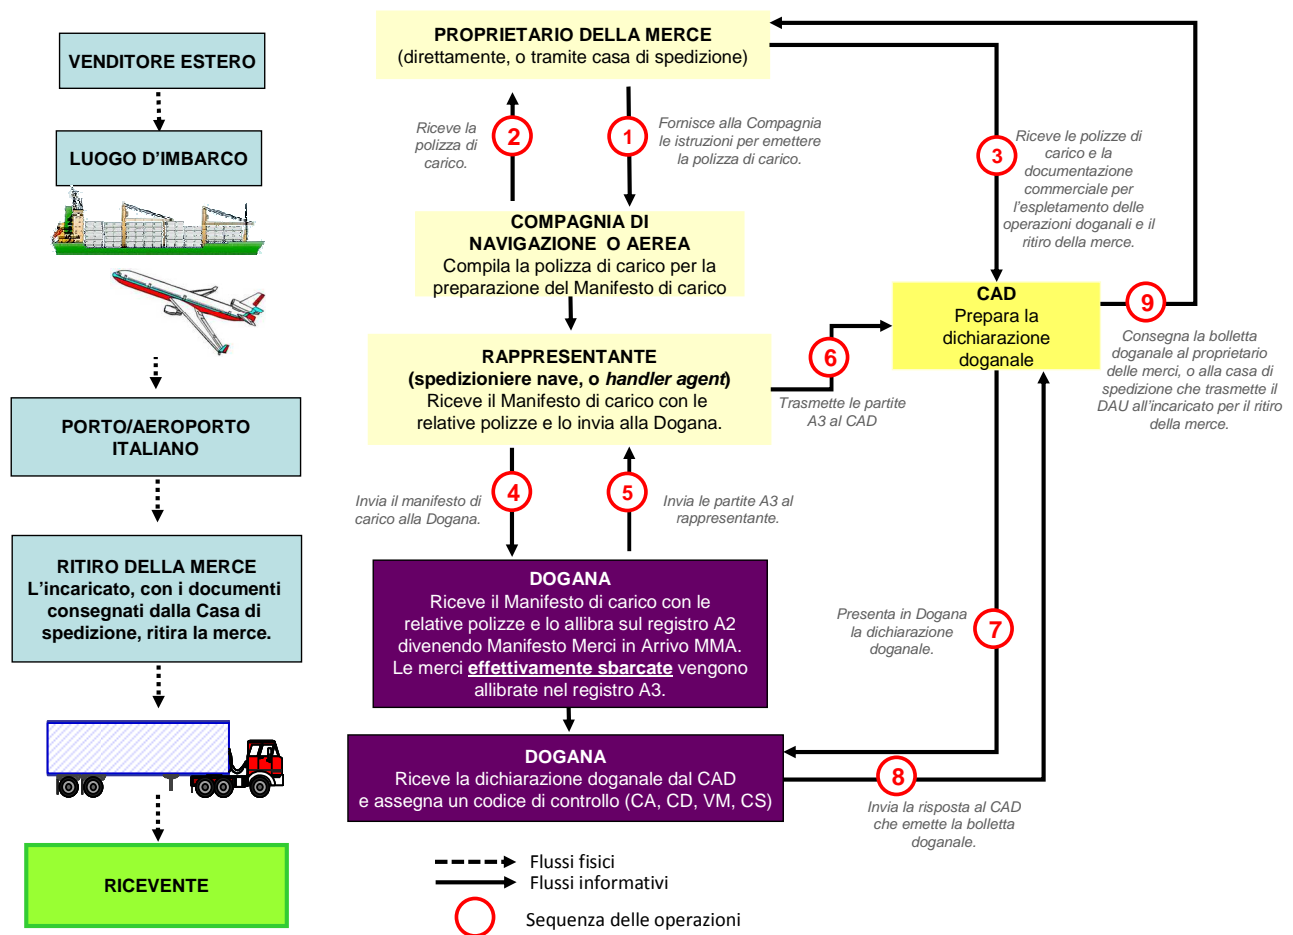 VENDITORE ESTERO
LUOGO D'IMBARCO
PORTO/AEROPORTO
ITALIANO
RITIRO DELLA MERCE
L'incaricato, con i documenti
consegnati dalla Casa di
spedizione, ritira la merce.
RICEVENTE
PROPRIETARIO DELLA MERCE
(direttamente, o tramite casa di spedizione)
Riceve la
polizza di
carico.
2
1
Fornisce alla Compagnia
le istruzioni per emettere
la polizza di carico.
3
Riceve le polizze di
carico e la
documentazione
commerciale per
l'espletamento delle
operazioni doganali e il
ritiro della merce.
COMPAGNIA DI
NAVIGAZIONE O AEREA
Compila la polizza di carico per la
preparazione del Manifesto di carico
CAD
Prepara la
dichiarazione
doganale
9
Consegna la bolletta
doganale al proprietario
delle merci, o alla casa di
spedizione che trasmette il
DAU all'incaricato per il ritiro
della merce.
RAPPRESENTANTE
(spedizioniere nave, o handler agent)
Riceve il Manifesto di carico con le
relative polizze e lo invia alla Dogana.
6
Trasmette le partite
A3 al CAD
Invia il manifesto di
carico alla Dogana.
4
5
Invia le partite A3 al
rappresentante.
DOGANA
Riceve il Manifesto di carico con le
relative polizze e lo allibra sul registro A2
divenendo Manifesto Merci in Arrivo MMA.
Le merci effettivamente sbarcate vengono
allibrate nel registro A3.
Presenta in Dogana
la dichiarazione
doganale.
7
DOGANA
Riceve la dichiarazione doganale dal CAD
e assegna un codice di controllo (CA, CD, VM, CS)
8
Invia la risposta al CAD
che emette la bolletta
doganale.
Flussi fisici
Flussi informativi
Sequenza delle operazioni